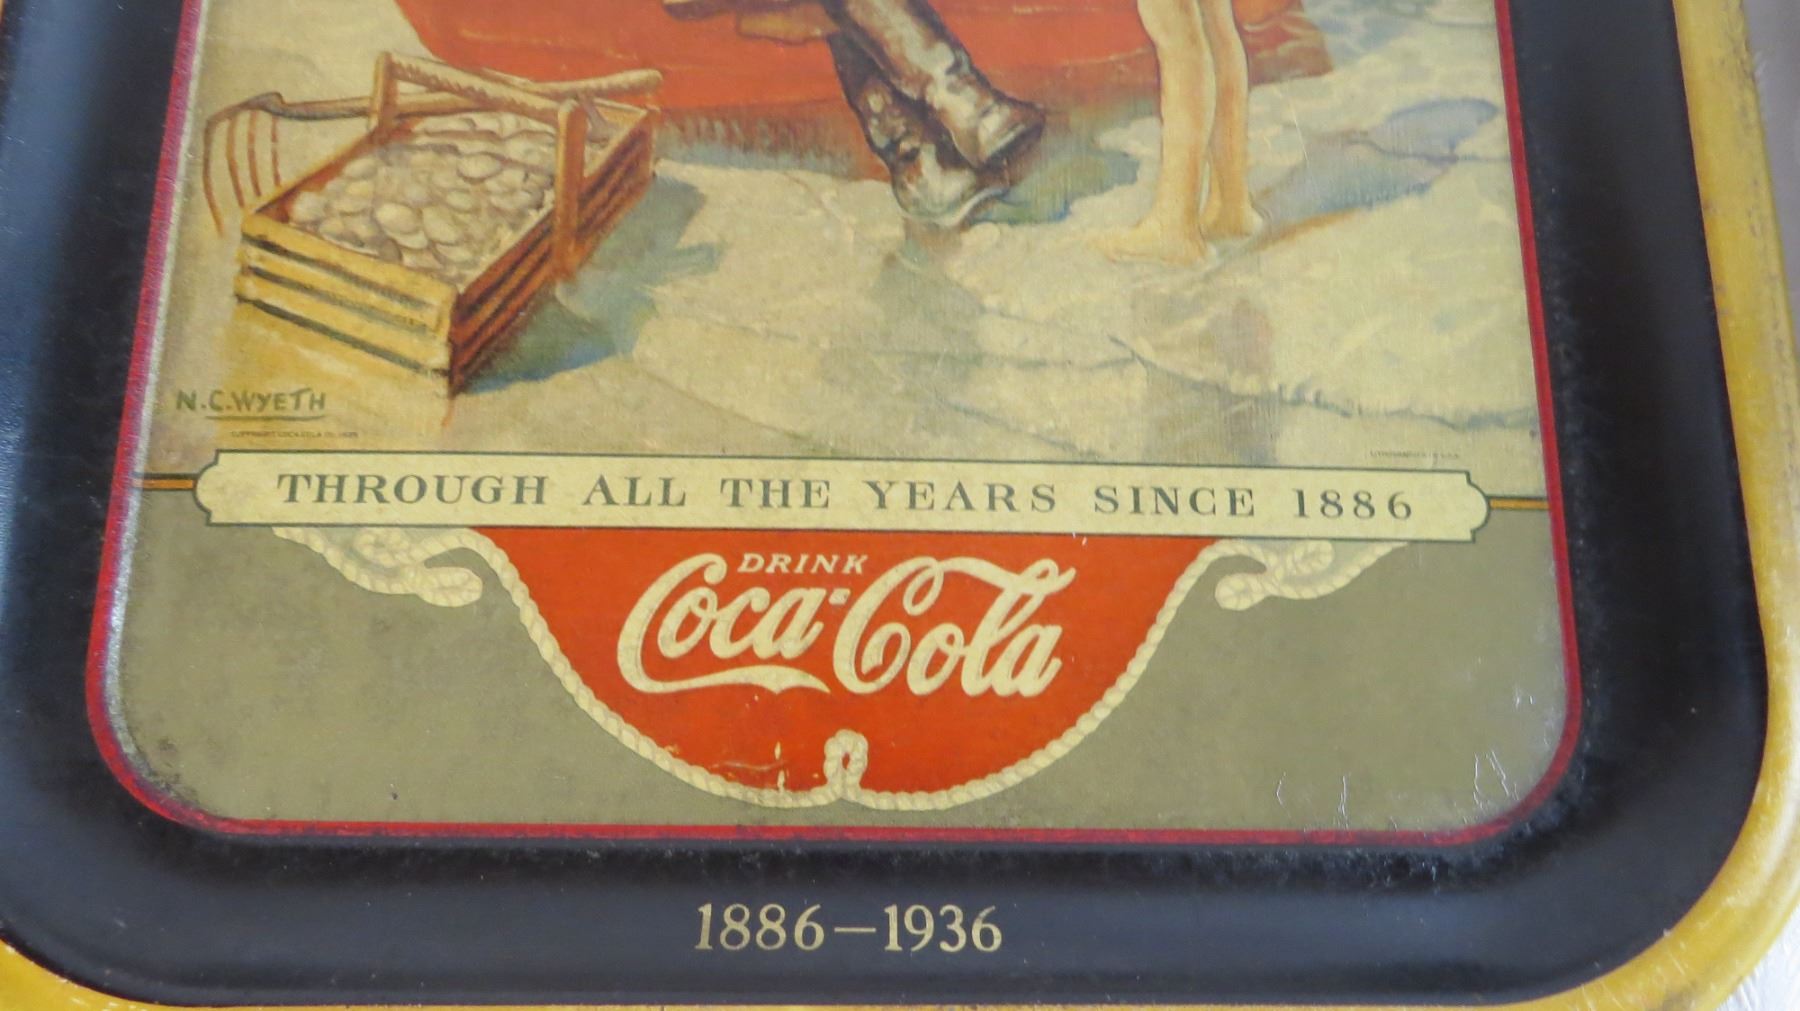 N.C.WYETH
THROUGH ALL THE YEARS SINCE 1886
DRINK
Coca-Cola
1886–1936